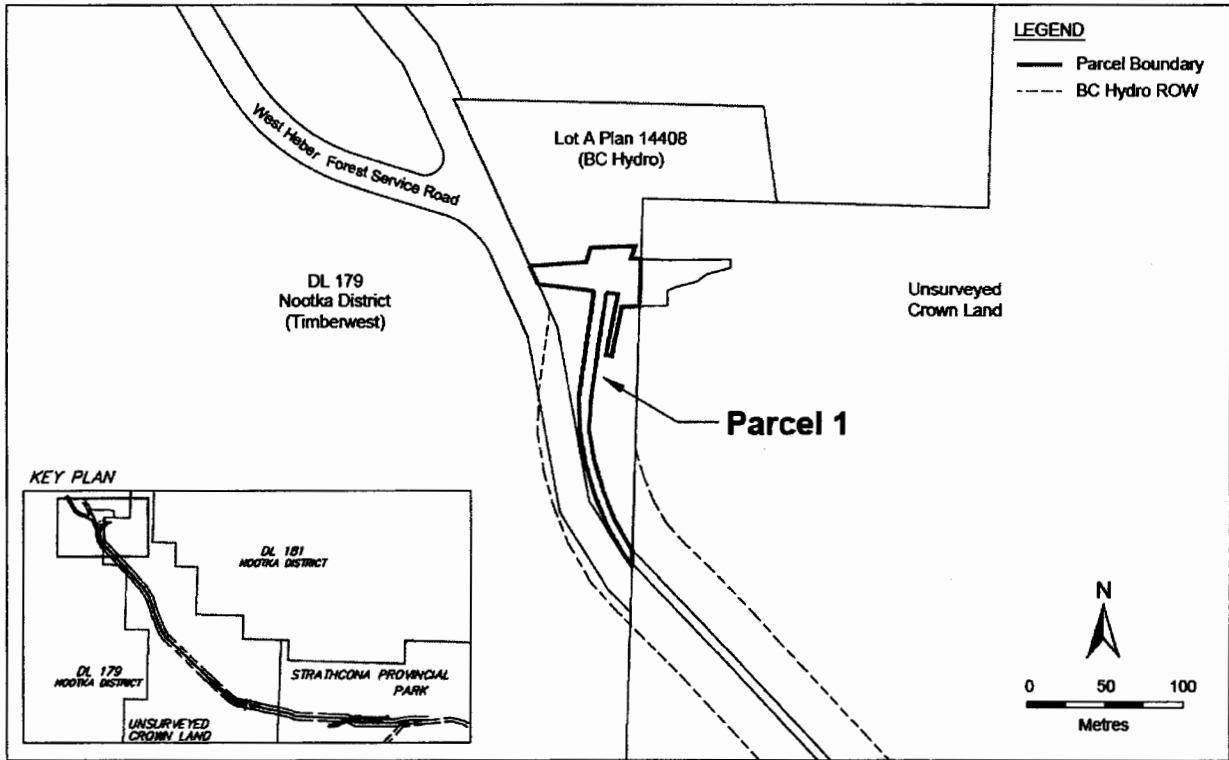 LEGEND
Parcel Boundary
BC Hydro ROW
West Heber Forest Service Road
Lot A Plan 14408
(BC Hydro)
DL 179
Nootka District
(Timberwest)
Unsurveyed
Crown Land
Parcel 1
KEY PLAN
DL 181
NOOTKA DISTRICT
DL 179
NOOTKA DISTRICT
STRATHCONA PROVINCIAL
PARK
UNSURVEYED
CROWN LAND
N
0 50 100
Metres